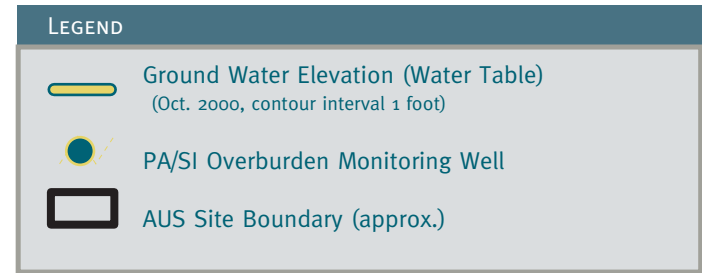 LEGEND
Ground Water Elevation (Water Table)
(Oct. 2000, contour interval 1 foot)
PA/SI Overburden Monitoring Well
AUS Site Boundary (approx.)